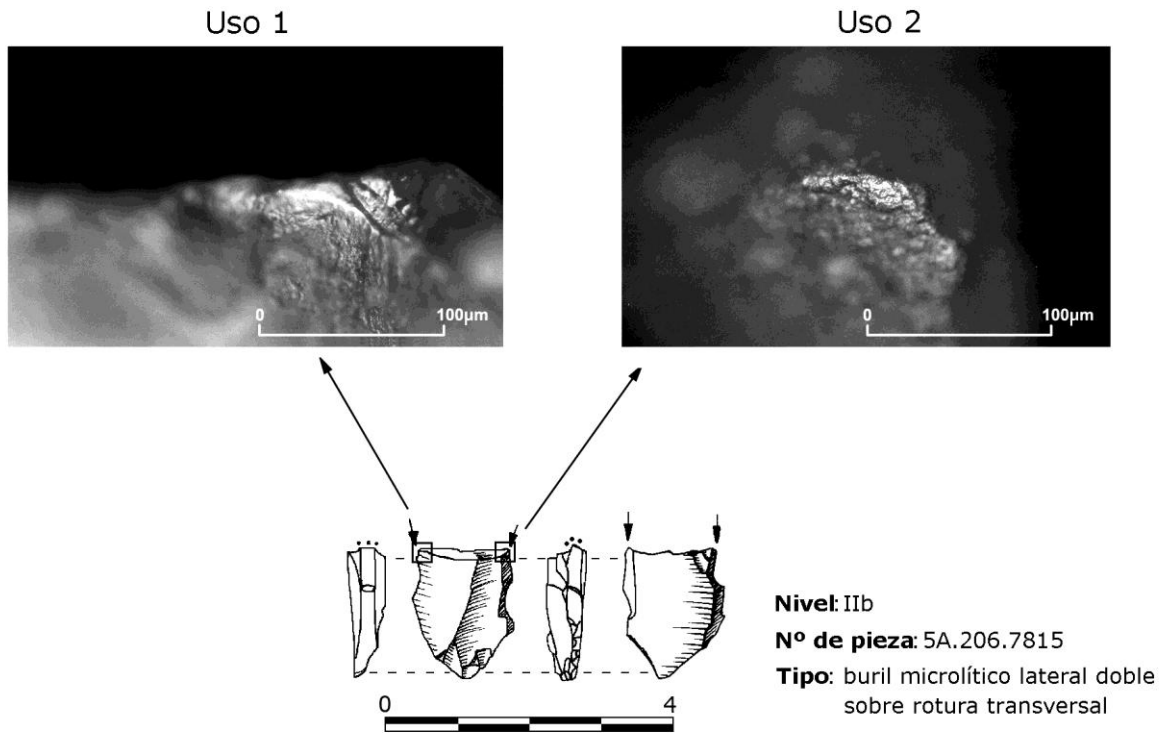 Uso 1
Uso 2
0 100µm
0 100µm
Nivel: IIb
Nº de pieza: 5A.206.7815
Tipo: buril microlítico lateral doble
sobre rotura transversal
0 4